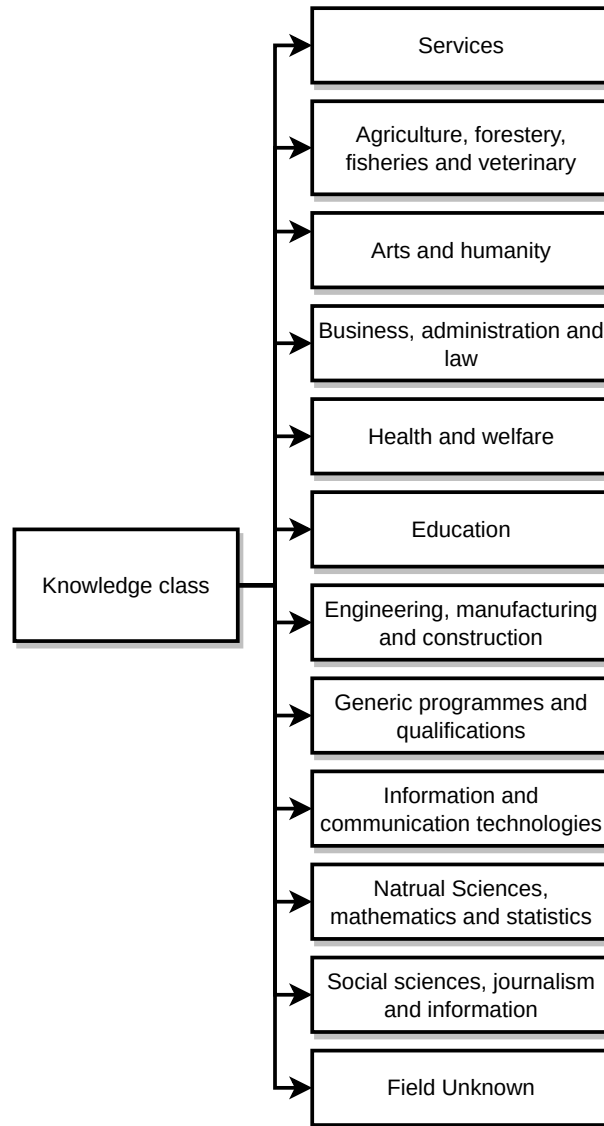 Services
Agriculture, forestery,
fisheries and veterinary
Arts and humanity
Business, administration and
law
Health and welfare
Education
Knowledge class
Engineering, manufacturing
and construction
Generic programmes and
qualifications
Information and
communication technologies
Natrual Sciences,
mathematics and statistics
Social sciences, journalism
and information
Field Unknown